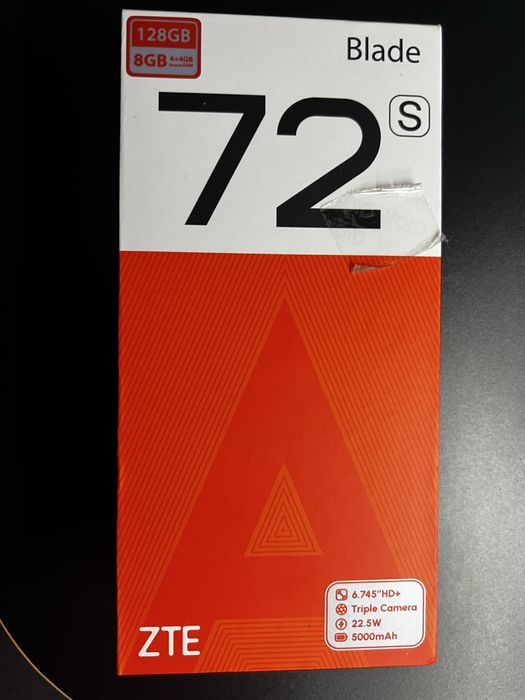 128GB
8GB 4+4GB
Blade
72 S
6.745"HD+
Triple Camera
22.5W
5000mAh
ZTE